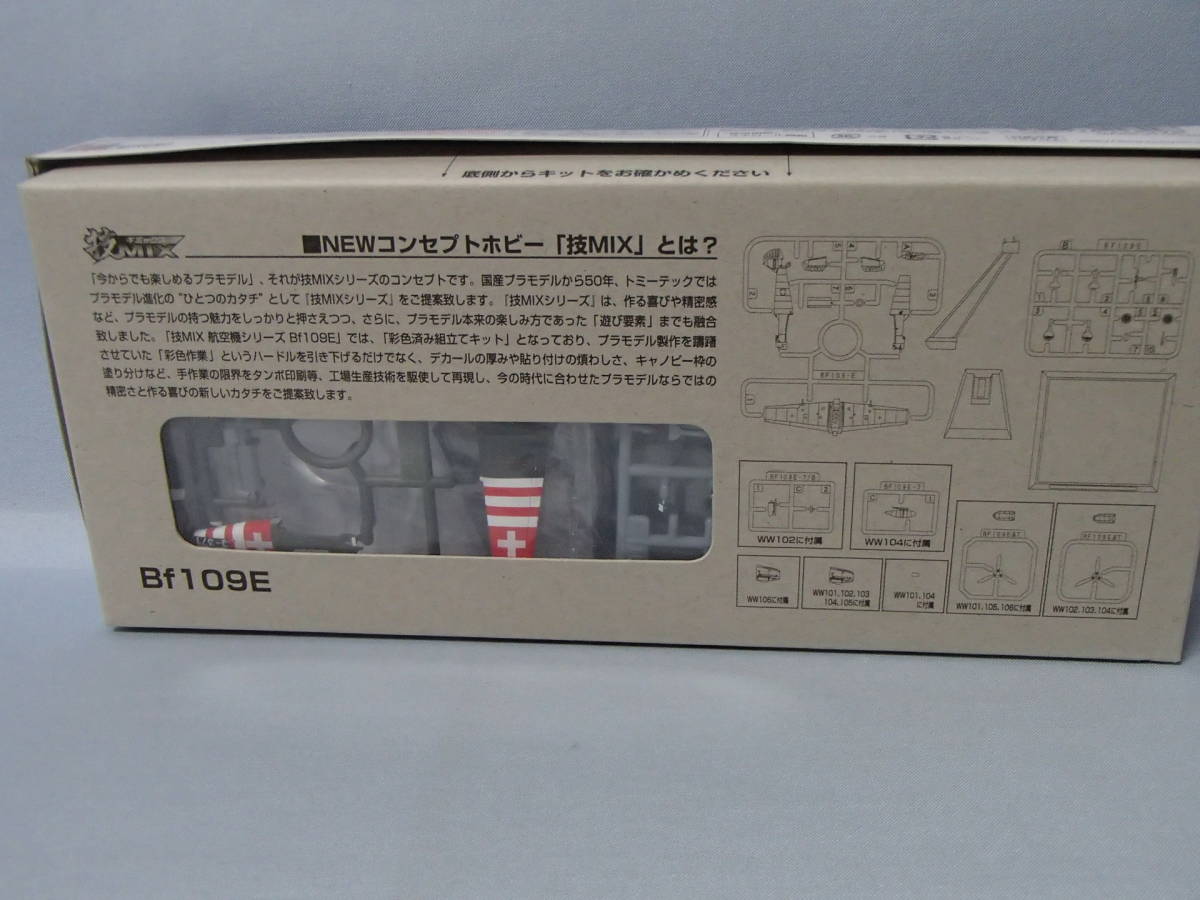 底側からキットをお確かめください
技MIX
■NEWコンセプトホビー「技MIX」とは？
「今からでも楽しめるプラモデル」、それが技MIXシリーズのコンセプトです。国産プラモデルから50年、トミーテックでは
プラモデル進化の“ひとつのカタチ”として『技MIXシリーズ』をご提案致します。『技MIXシリーズ』は、作る喜びや精密感
など、プラモデルの持つ魅力をしっかりと押さえつつ、さらに、プラモデル本来の楽しみ方であった「遊び要素」までも融合
致しました。「技MIX 航空機シリーズ Bf109E」では、「彩色済み組立てキット」となっており、プラモデル製作を躊躇
させていた「彩色作業」というハードルを引き下げるだけでなく、デカールの厚みや貼り付けの煩わしさ、キャノピー枠の
塗り分けなど、手作業の限界をタンポ印刷等、工場生産技術を駆使して再現し、今の時代に合わせたプラモデルならではの
精密さと作る喜びの新しいカタチをご提案致します。
Bf109E
BF109-E
B
BF109E
BF109E-7/B
1
C
2
WW102に付属
BF109E-7
C
1
WW104に付属
WW106に付属
WW101.102.103
104.105に付属
WW101.104
に付属
WW101.105.106に付属
WW102.103.104に付属